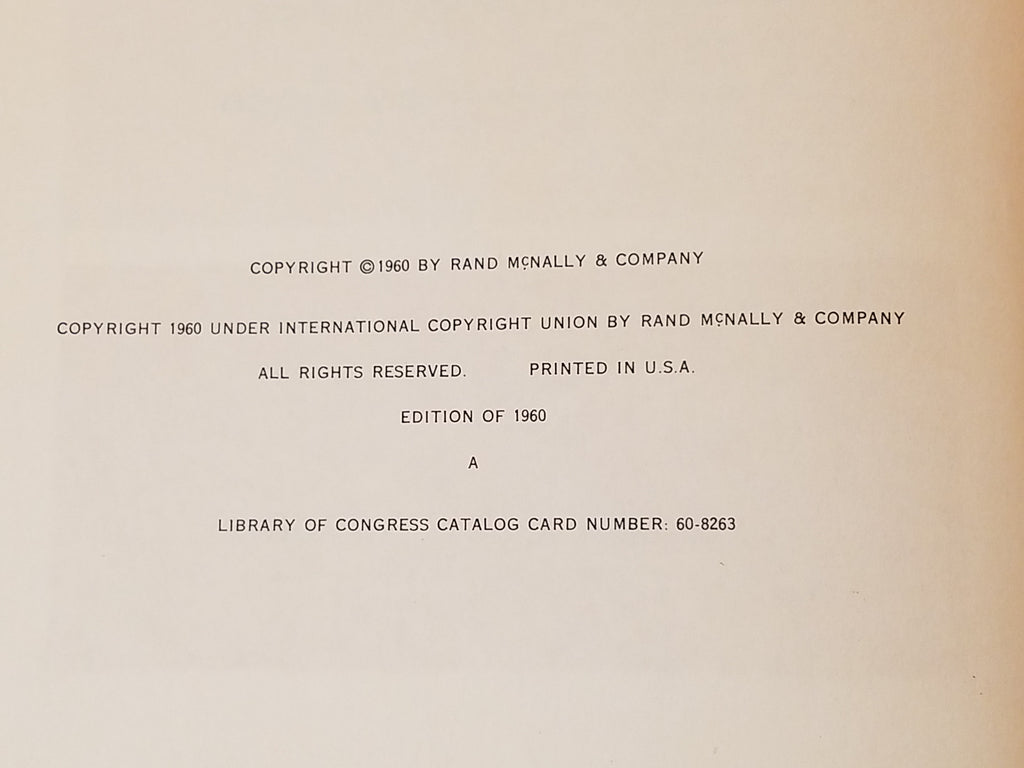 COPYRIGHT ©1960 BY RAND McNALLY & COMPANY
COPYRIGHT 1960 UNDER INTERNATIONAL COPYRIGHT UNION BY RAND McNALLY & COMPANY
ALL RIGHTS RESERVED. PRINTED IN U.S.A.
EDITION OF 1960
A
LIBRARY OF CONGRESS CATALOG CARD NUMBER: 60-8263